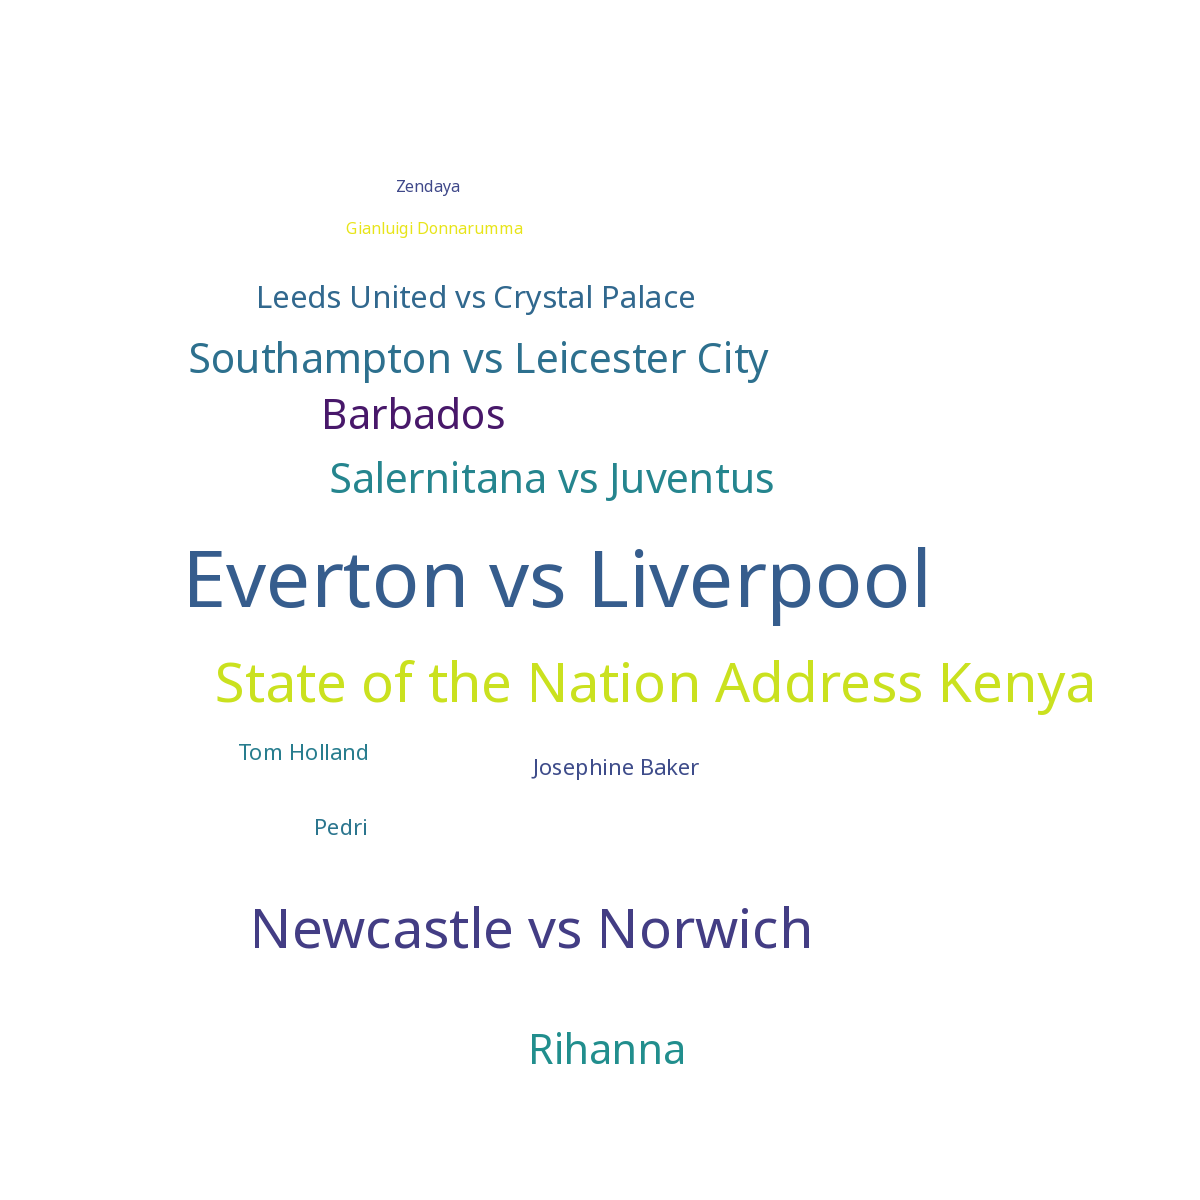 Zendaya
Gianluigi Donnarumma
Leeds United vs Crystal Palace
Southampton vs Leicester City
Barbados
Salernitana vs Juventus
Everton vs Liverpool
State of the Nation Address Kenya
Tom Holland
Josephine Baker
Pedri
Newcastle vs Norwich
Rihanna